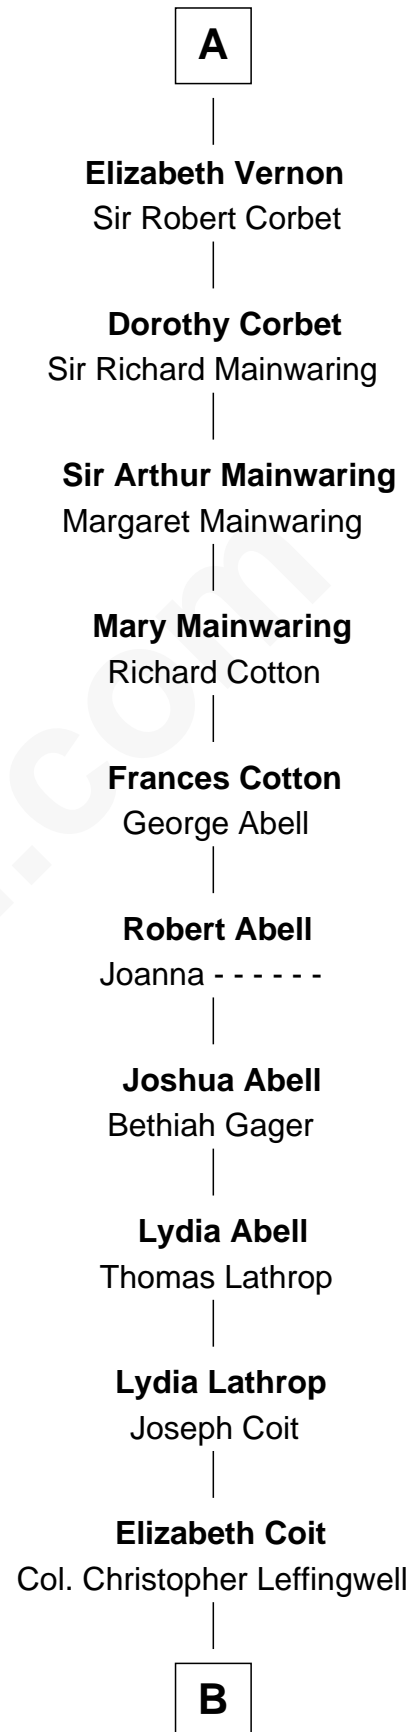 A
Elizabeth Vernon
Sir Robert Corbet
Dorothy Corbet
Sir Richard Mainwaring
Sir Arthur Mainwaring
Margaret Mainwaring
Mary Mainwaring
Richard Cotton
Frances Cotton
George Abell
Robert Abell
Joanna - - - - - -
Joshua Abell
Bethiah Gager
Lydia Abell
Thomas Lathrop
Lydia Lathrop
Joseph Coit
Elizabeth Coit
Col. Christopher Leffingwell
B